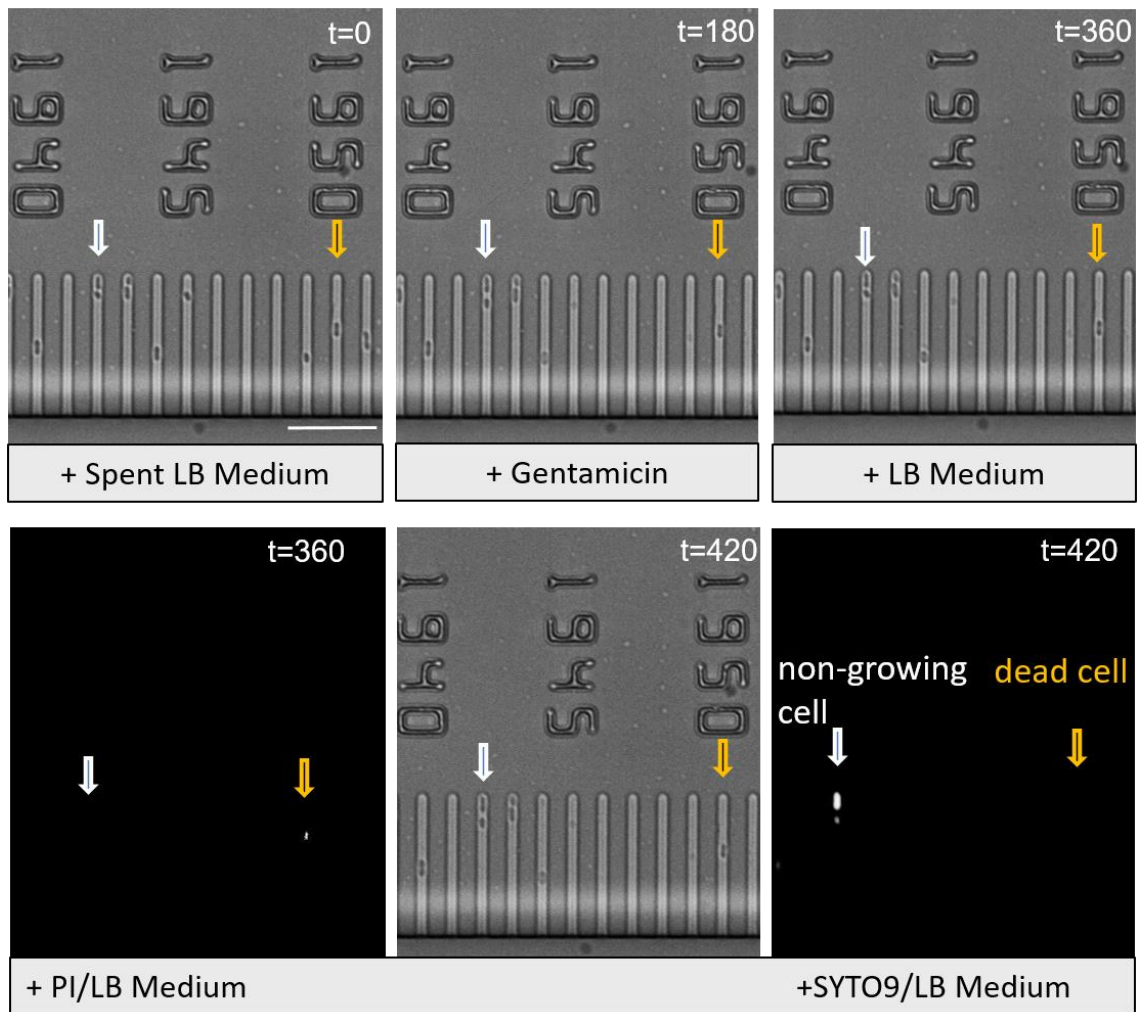 t=0
t=180
t=360
+ Spent LB Medium
+ Gentamicin
+ LB Medium
t=360
t=420
t=420
non-growing
cell
dead cell
+ PI/LB Medium
+SYTO9/LB Medium